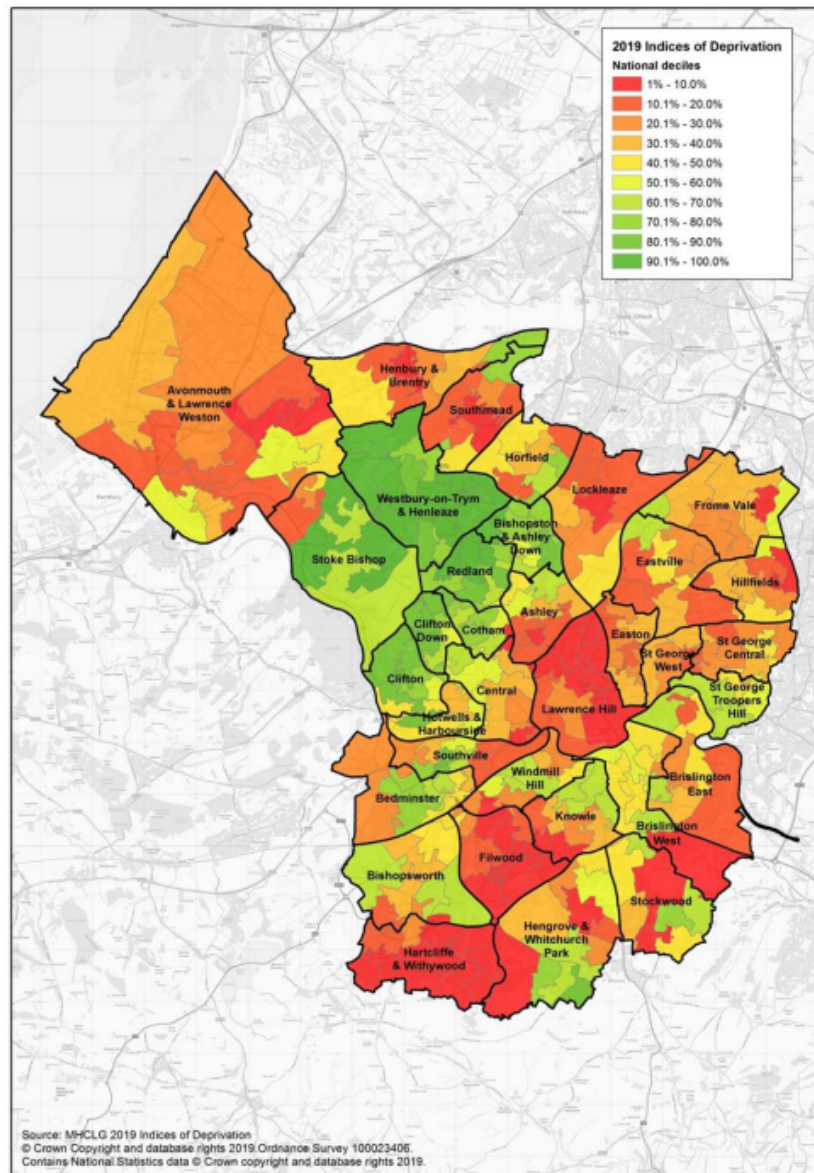 2019 Indices of Deprivation
National deciles
1% - 10.0%
10.1% - 20.0%
20.1% - 30.0%
30.1% - 40.0%
40.1% - 50.0%
50.1% - 60.0%
60.1% - 70.0%
70.1% - 80.0%
80.1% - 90.0%
90.1% - 100.0%
Henbury &
Brentry
Avonmouth
& Lawrence
Weston
Southmead
Horfield
Lockleaze
Westbury-on-Trym
& Henleaze
Frome Vale
Bishopston
& Ashley
Down
Stoke Bishop
Redland
Eastville
Hillfields
Ashley
Clifton
Down
Cotham
Easton
St George
West
St George
Central
Clifton
Central
Lawrence Hill
St George
Troopers
Hill
Hotwells &
Harbourside
Southville
Windmill
Hill
Bedminster
Brislington
East
Knowle
Brislington
West
Filwood
Bishopsworth
Stockwood
Hengrove &
Whitchurch
Park
Hartcliffe
& Withywood
Source: MHCLG 2019 Indices of Deprivation
© Crown Copyright and database rights 2019.Ordnance Survey 100023406.
Contains National Statistics data © Crown copyright and database rights 2019.